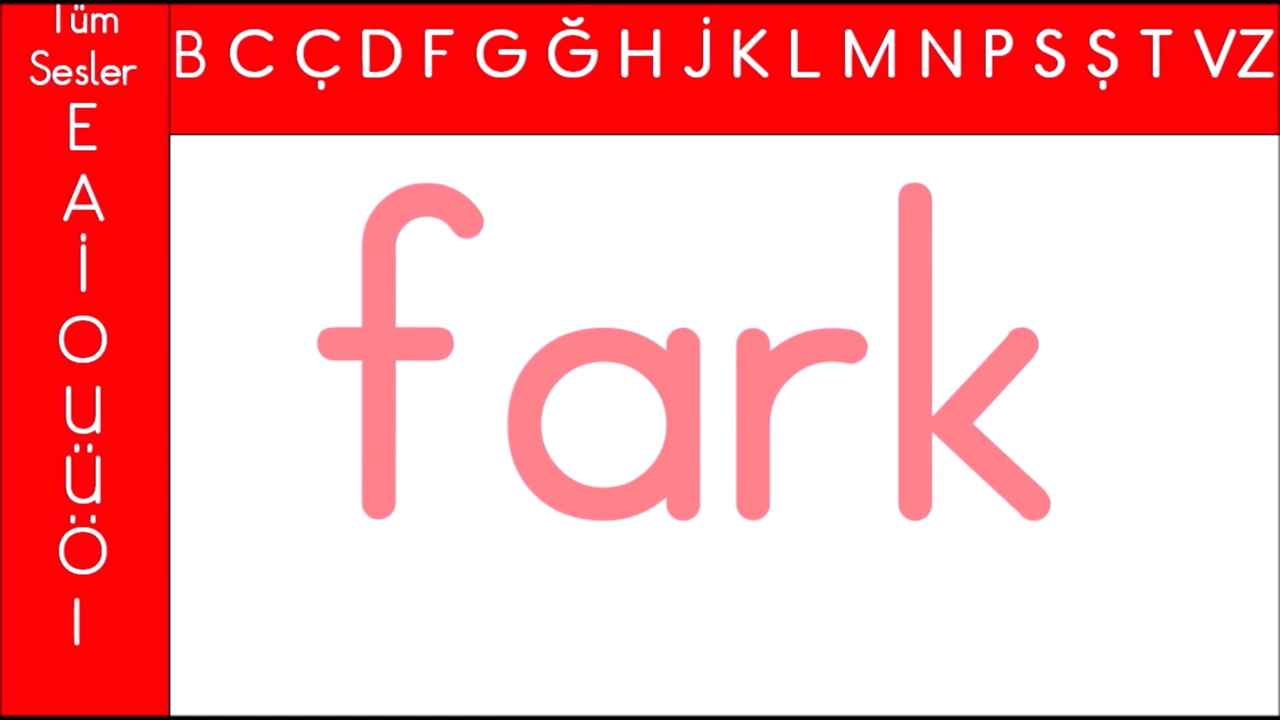 Tüm
Sesler
E
A
İ
O
U
Ü
Ö
I
B C Ç D F G Ğ H J K L M N P S Ş T V Z
fark